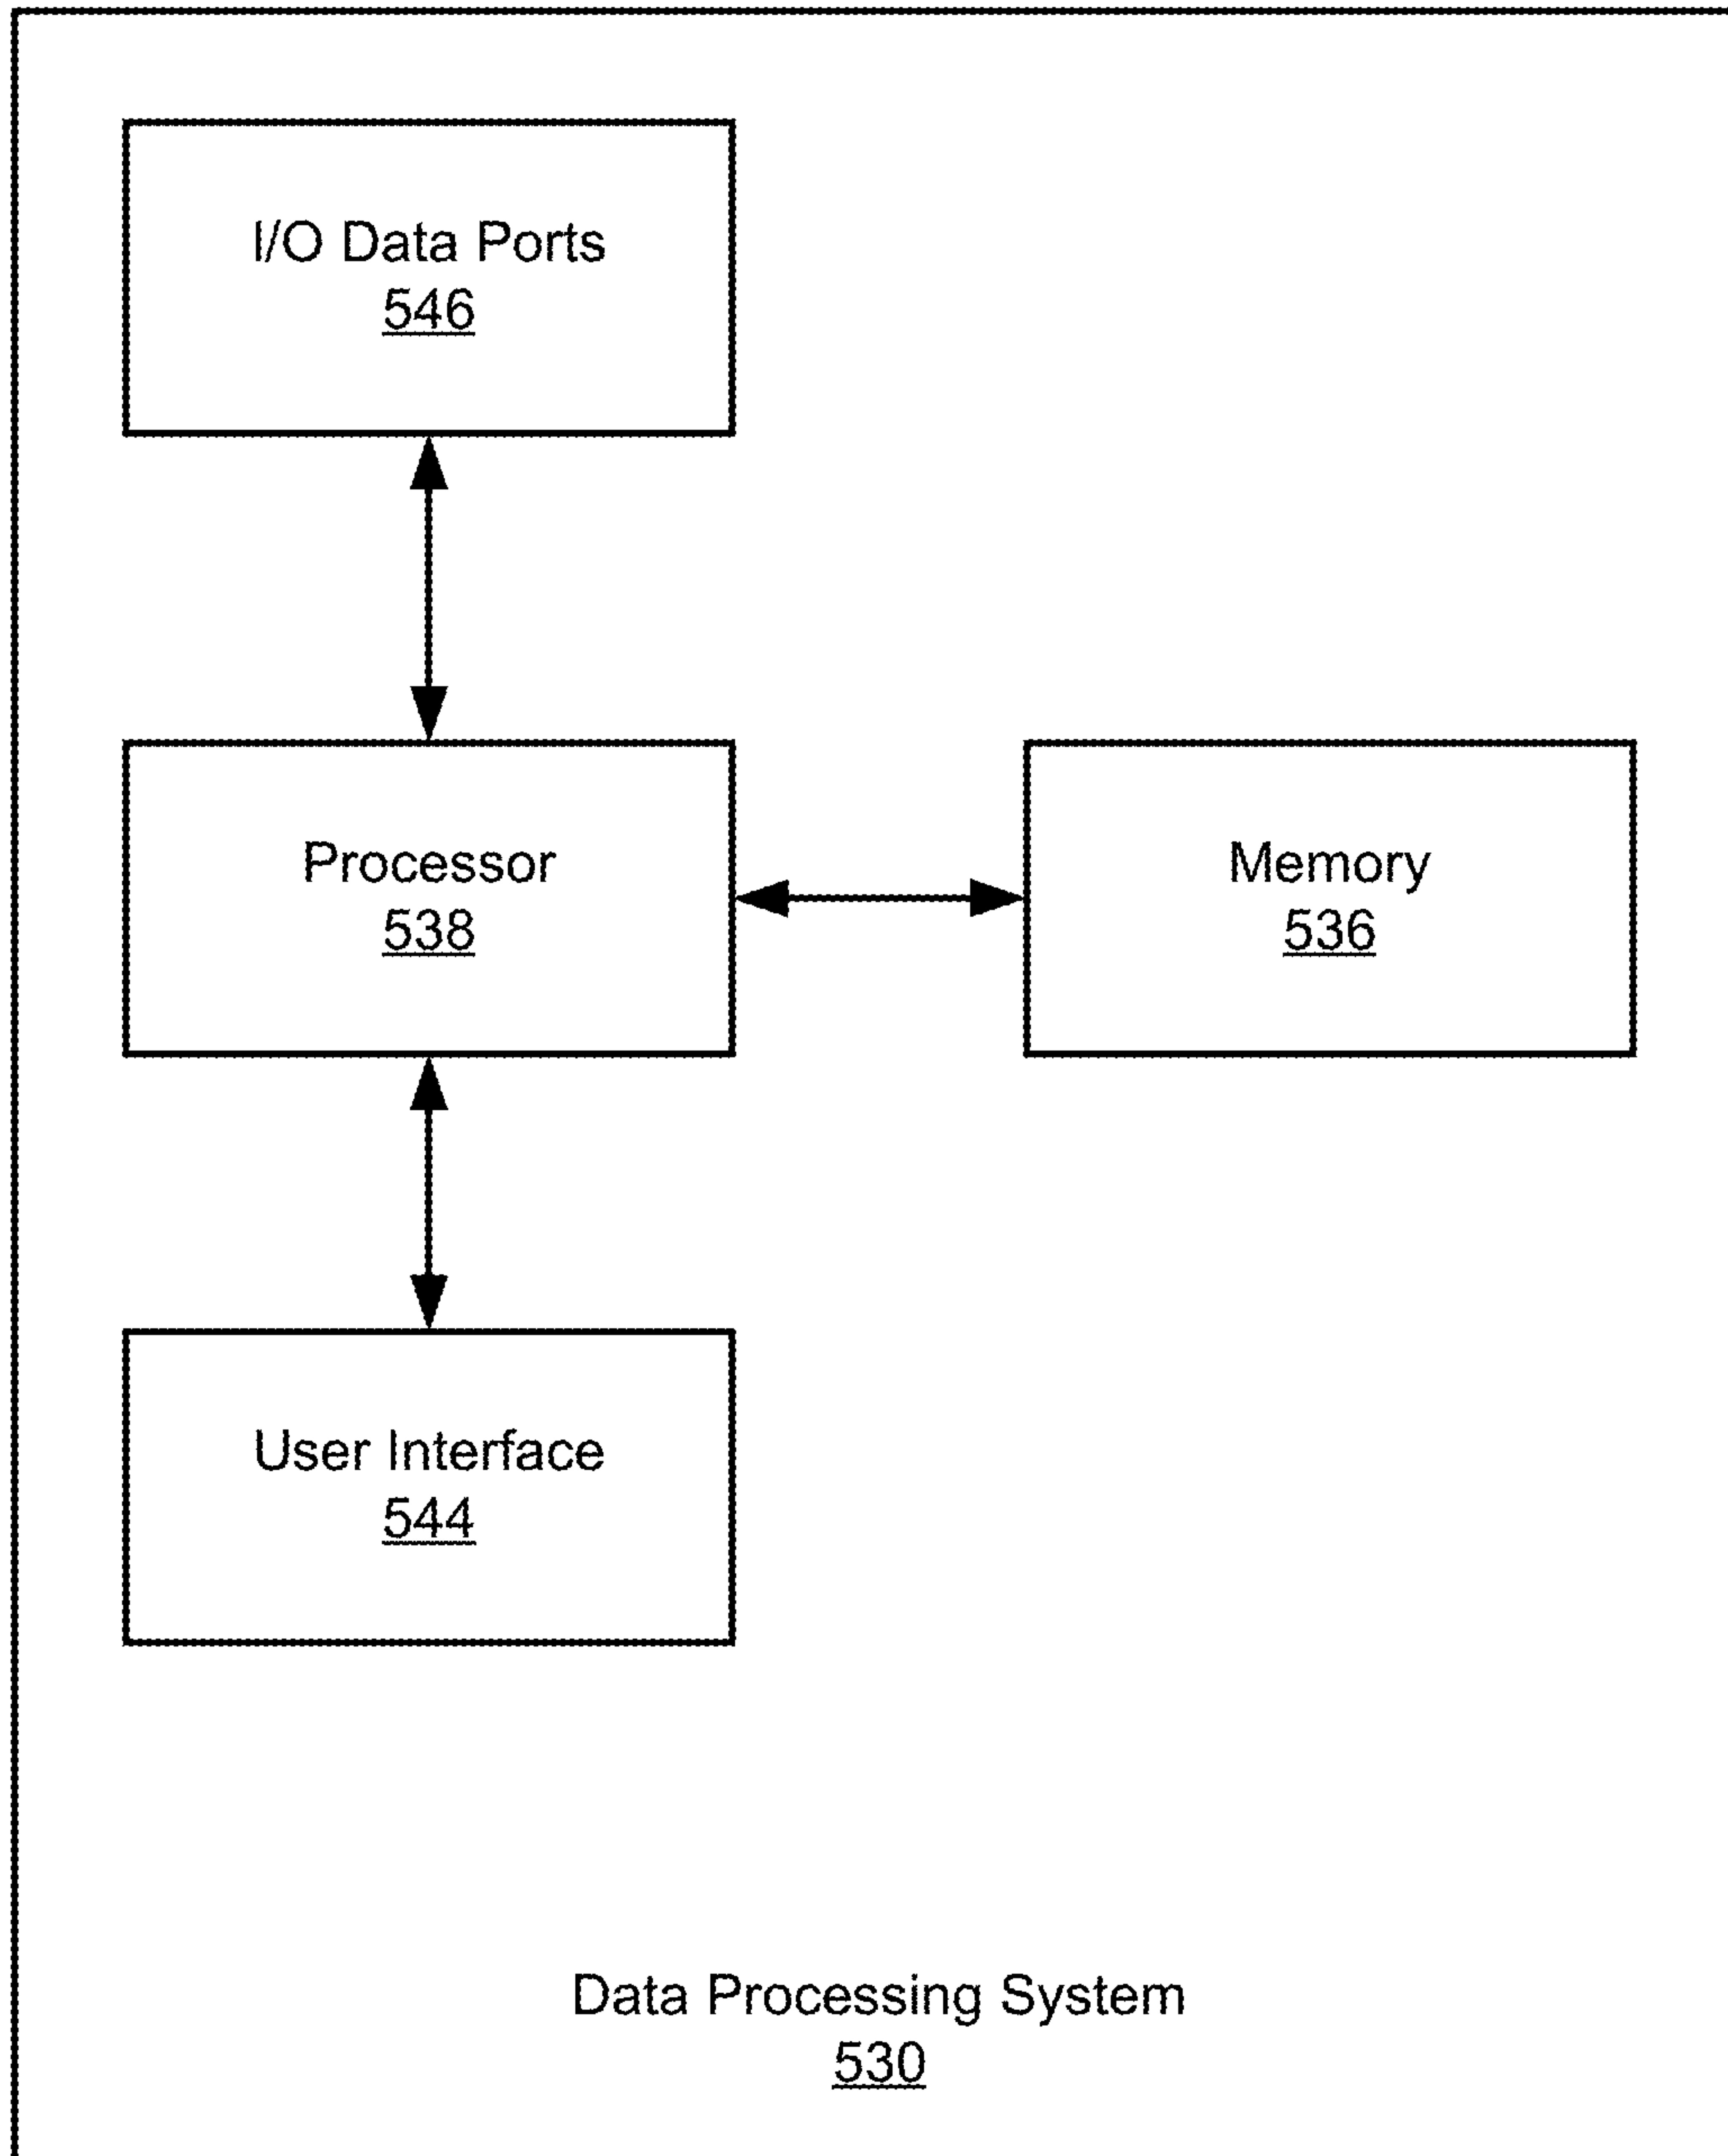 I/O Data Ports
546
Processor
538
Memory
536
User Interface
544
Data Processing System
530